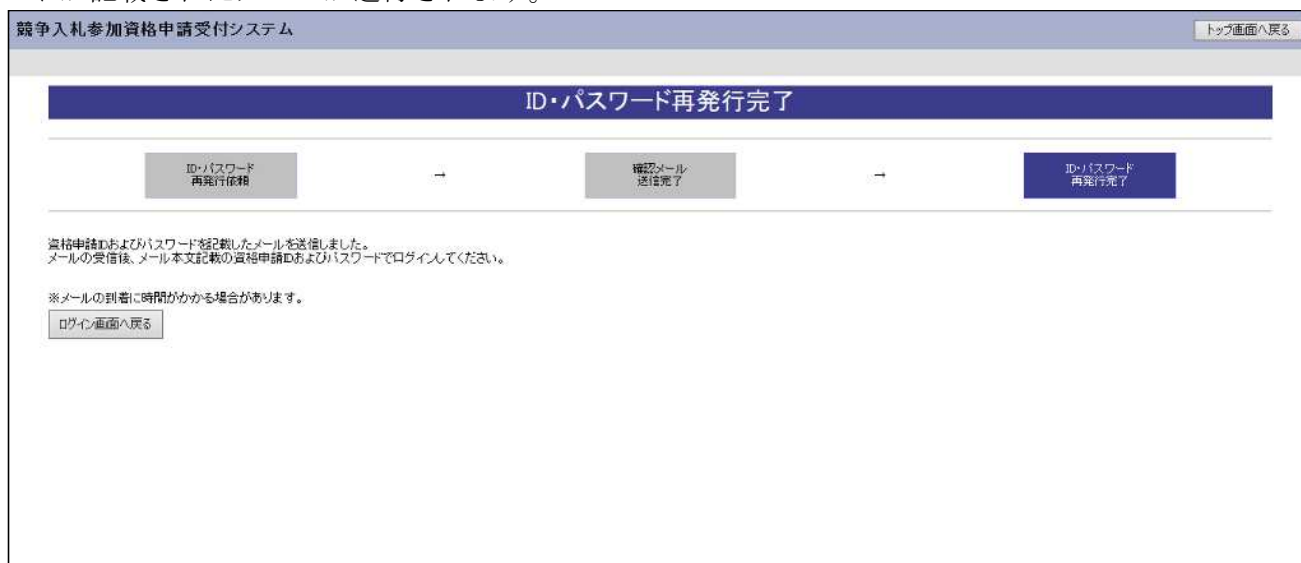 競争入札参加資格申請受付システム
トップ画面へ戻る
ID・パスワード再発行完了
ID・パスワード
再発行依頼
→
確認メール
送信完了
→
ID・パスワード
再発行完了
資格申請IDおよびパスワードを記載したメールを送信しました。
メールの受信後、メール本文記載の資格申請IDおよびパスワードでログインしてください。
※メールの到着に時間がかかる場合があります。
ログイン画面へ戻る